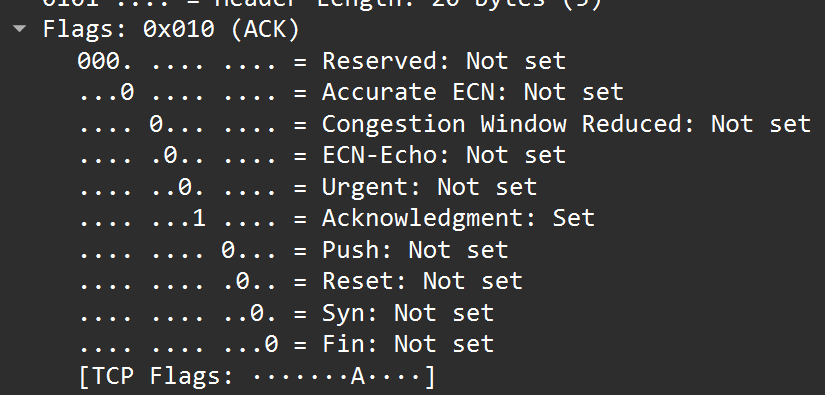 0101 .... = Header Length: 20 bytes (5)
Flags: 0x010 (ACK)
000. .... .... = Reserved: Not set
...0 .... .... = Accurate ECN: Not set
.... 0... .... = Congestion Window Reduced: Not set
.... .0.. .... = ECN-Echo: Not set
.... ..0. .... = Urgent: Not set
.... ...1 .... = Acknowledgment: Set
.... .... 0... = Push: Not set
.... .... .0.. = Reset: Not set
.... .... ..0. = Syn: Not set
.... .... ...0 = Fin: Not set
[TCP Flags: ·······A····]